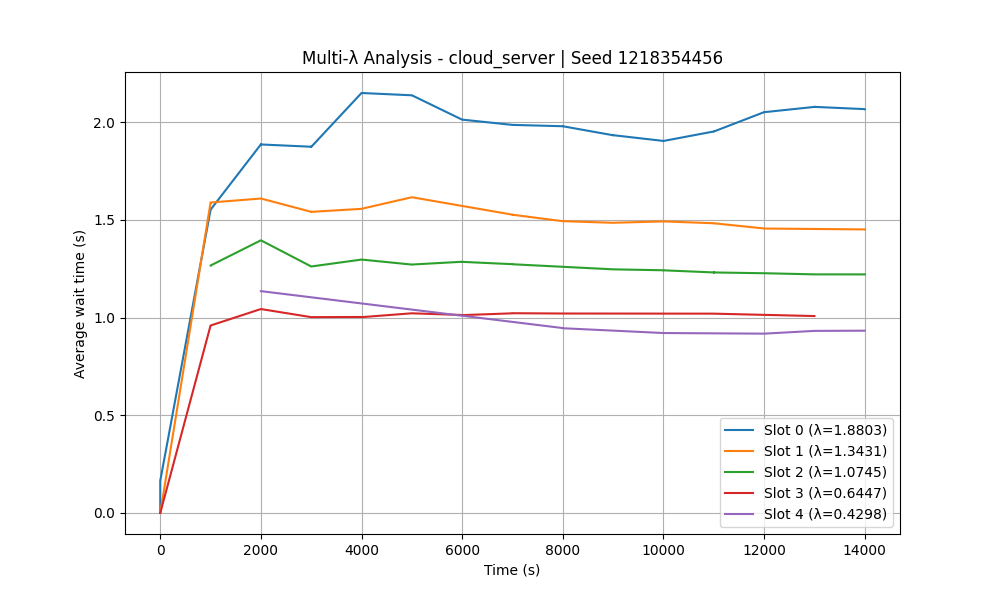 Multi-λ Analysis - cloud_server | Seed 1218354456
Average wait time (s)
2.0
1.5
1.0
0.5
0.0
Slot 0 (λ=1.8803)
Slot 1 (λ=1.3431)
Slot 2 (λ=1.0745)
Slot 3 (λ=0.6447)
Slot 4 (λ=0.4298)
0 2000 4000 6000 8000 10000 12000 14000
Time (s)